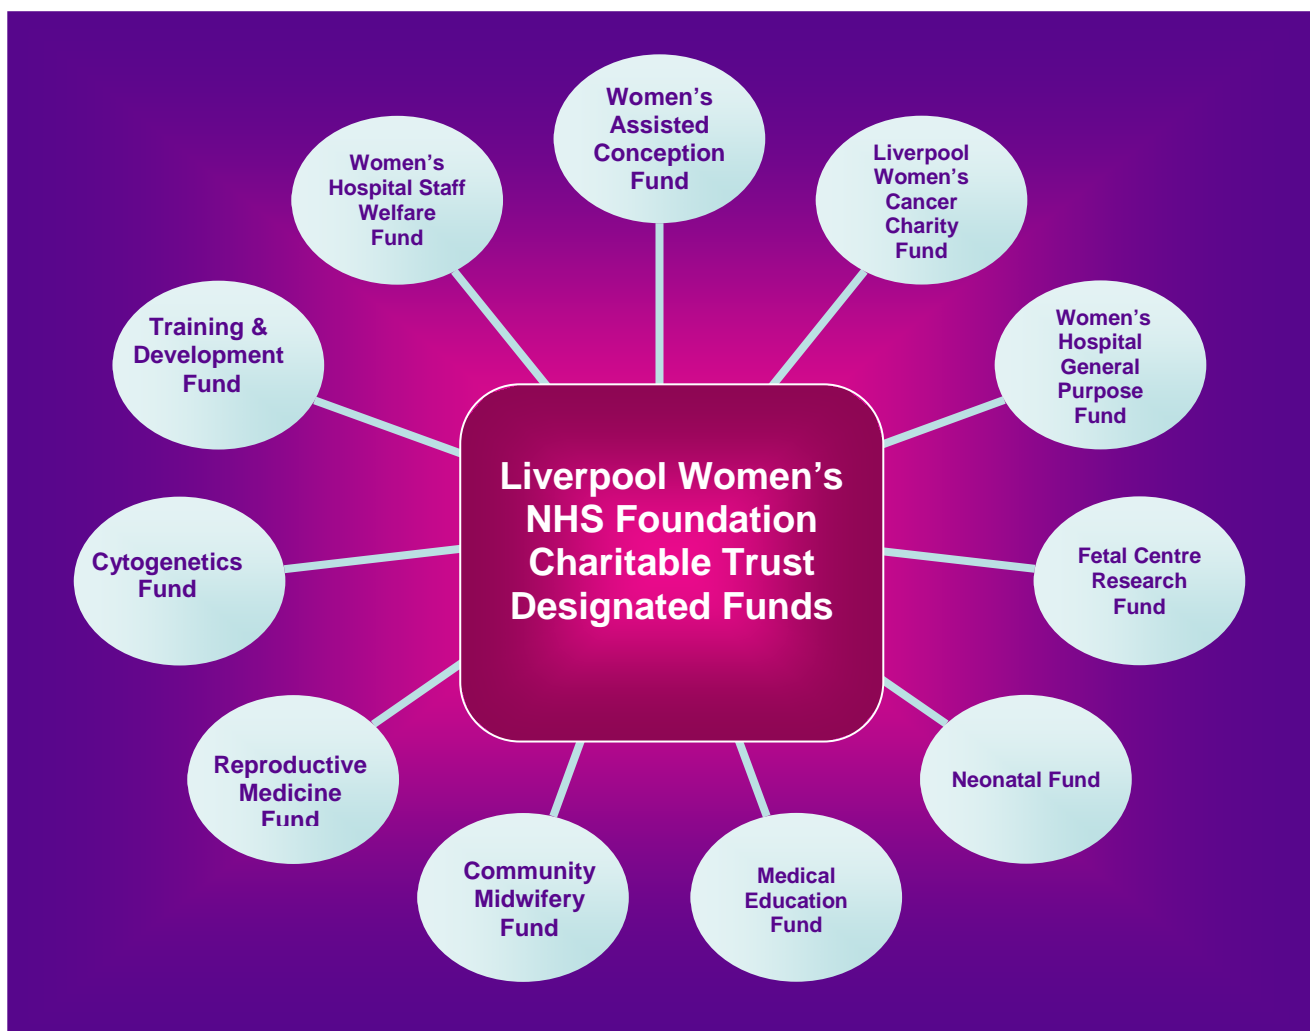 Women’s
Assisted
Conception
Fund
Liverpool
Women’s
Cancer
Charity
Fund
Women’s
Hospital
General
Purpose
Fund
Fetal Centre
Research
Fund
Neonatal Fund
Medical
Education
Fund
Community
Midwifery
Fund
Reproductive
Medicine
Fund
Cytogenetics
Fund
Training &
Development
Fund
Women’s
Hospital Staff
Welfare
Fund
Liverpool Women’s
NHS Foundation
Charitable Trust
Designated Funds